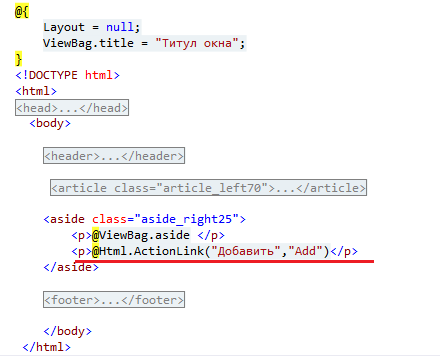 @{
Layout = null;
ViewBag.title = "Титул окна";
}
<!DOCTYPE html>
<html>
<head>...</head>
<body>
<header>...</header>
<article class="article_left70">...</article>
<aside class="aside_right25">
<p>@ViewBag.aside </p>
<p>@Html.ActionLink("Добавить","Add")</p>
</aside>
<footer>...</footer>
</body>
</html>